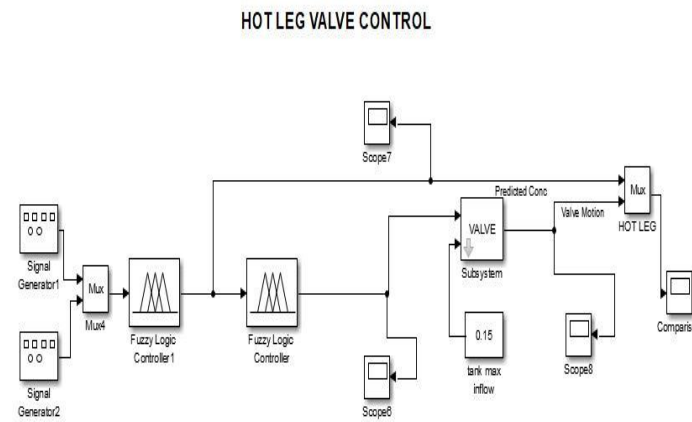 HOT LEG VALVE CONTROL
Scope7
Predicted Conc
Mux
Valve Motion
HOT LEG
VALVE
Subsystem
Signal
Generator1
Mux
Mux4
Fuzzy Logic
Controller1
Fuzzy Logic
Controller
0.15
tank max
inflow
Scope8
Comparis
Signal
Generator2
Scope6